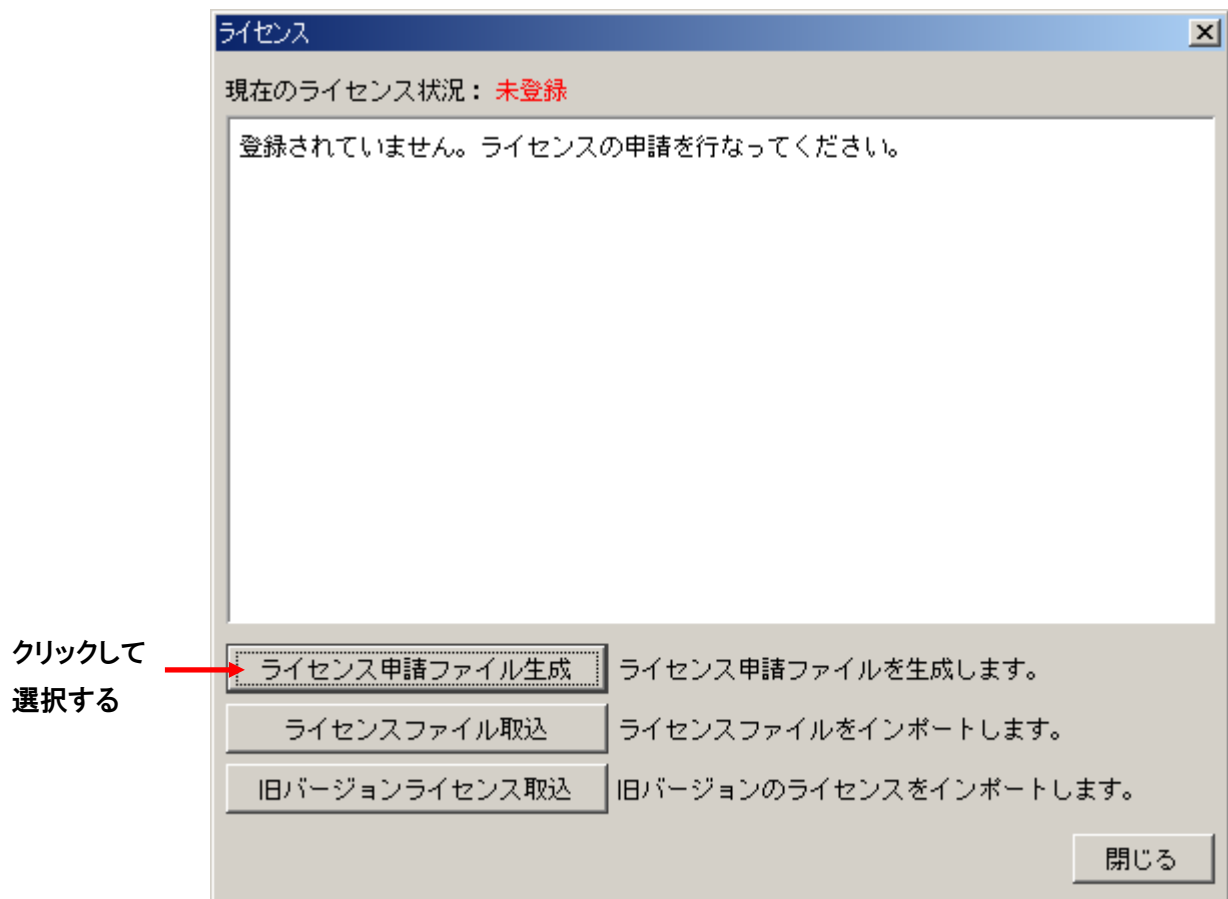 ライセンス
現在のライセンス状況： 未登録
登録されていません。ライセンスの申請を行なってください。
クリックして
選択する
ライセンス申請ファイル生成 ライセンス申請ファイルを生成します。
ライセンスファイル取込 ライセンスファイルをインポートします。
旧バージョンライセンス取込 旧バージョンのライセンスをインポートします。
閉じる